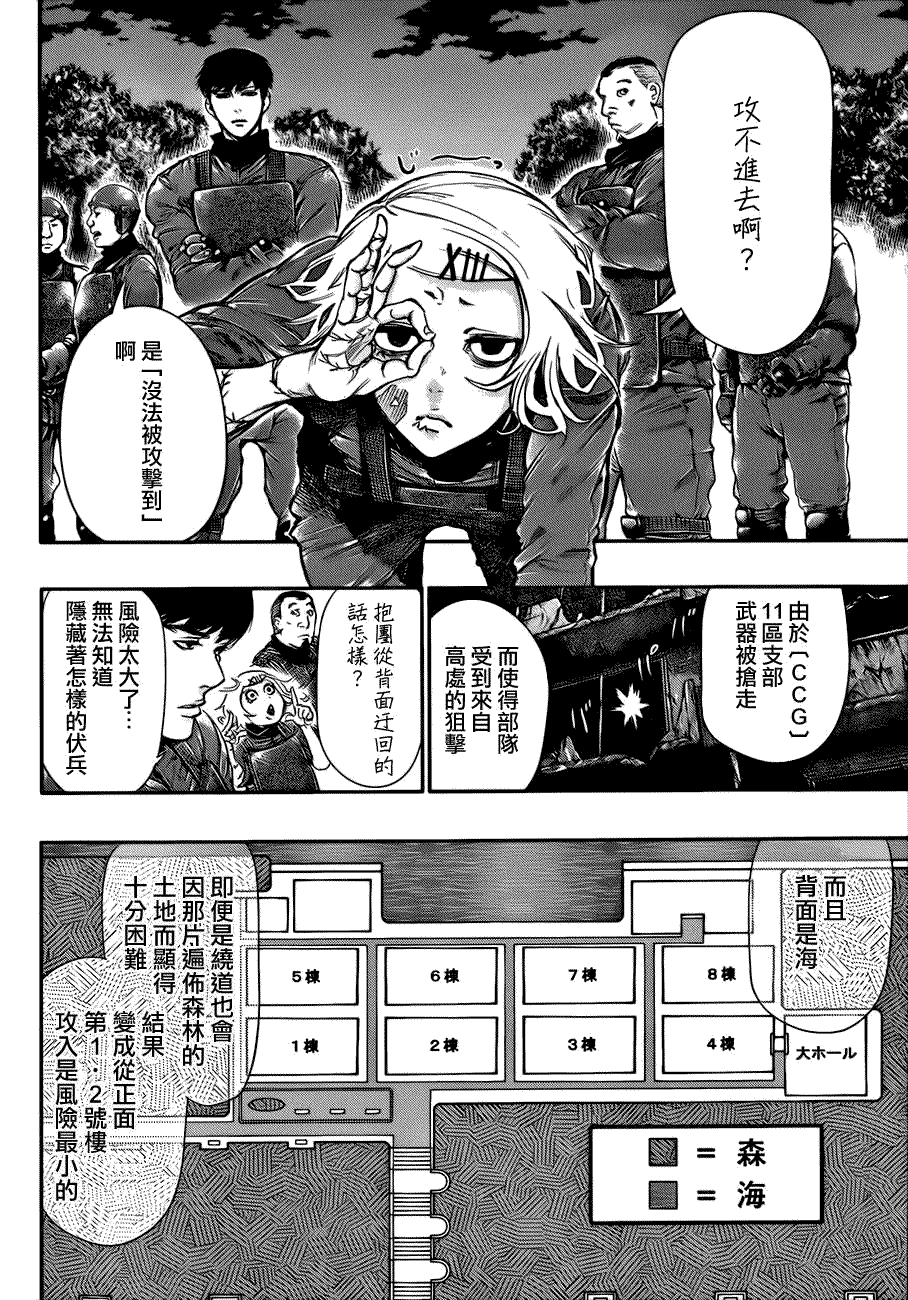 攻不進去啊？
じーっ
XIII
是「沒法被攻擊到」
啊
由於〔CCG〕
11區支部
武器被搶走
而使得部隊
受到來自
高處的狙擊
抱團從背面迂回的
話怎樣？
風險太大了…
無法知道
隱藏著怎樣的伏兵
而且
背面是海
即便是繞道也會
因那片遍佈森林的
土地而顯得
十分困難
結果
變成從正面
第1‧2號樓
攻入是風險最小的
5棟
6棟
7棟
8棟
1棟
2棟
3棟
4棟
大ホール
= 森
= 海